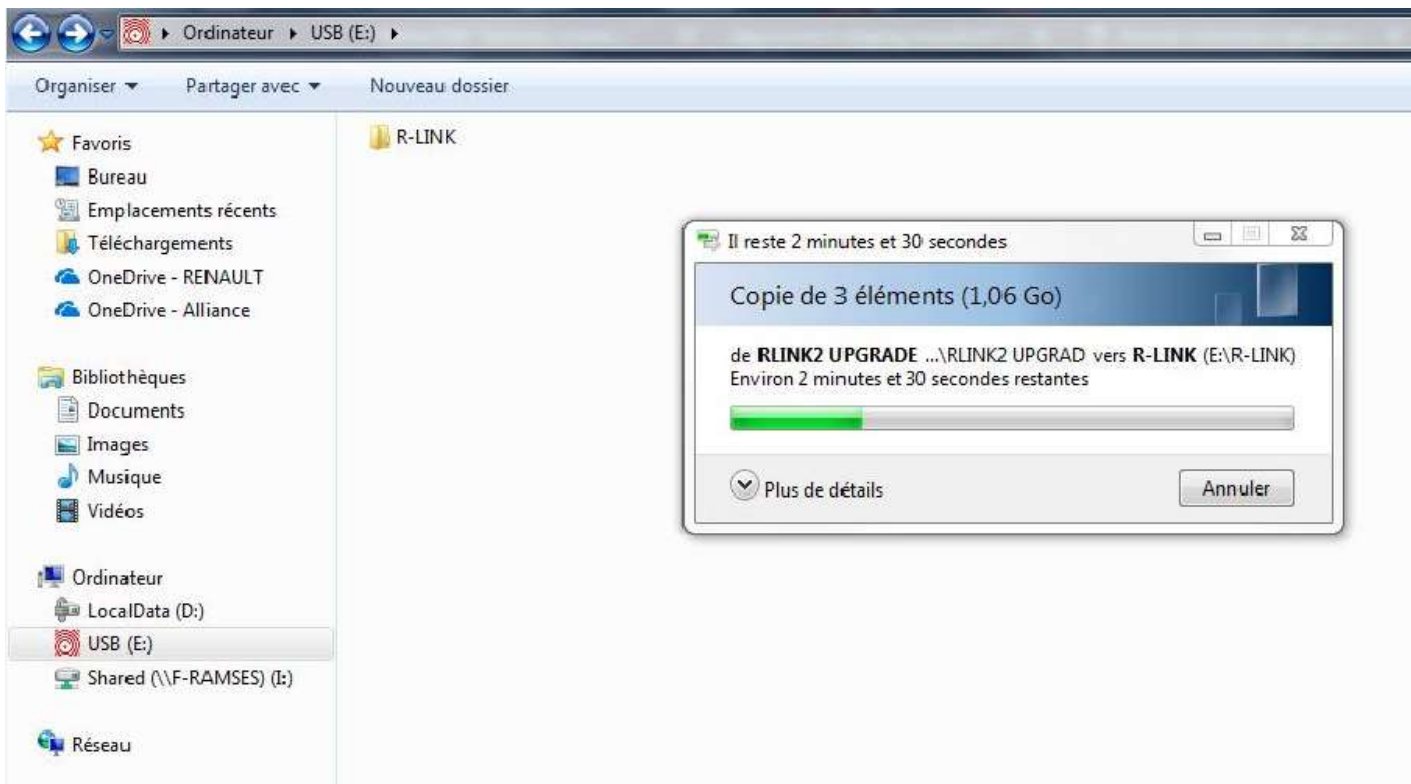 Ordinateur USB (E:)
Organiser Partager avec Nouveau dossier
Favoris
Bureau
Emplacements récents
Téléchargements
OneDrive - RENAULT
OneDrive - Alliance
Bibliothèques
Documents
Images
Musique
Vidéos
Ordinateur
LocalData (D:)
USB (E:)
Shared (\\F-RAMSES) (I:)
Réseau
R-LINK
Il reste 2 minutes et 30 secondes
Copie de 3 éléments (1,06 Go)
de RLINK2 UPGRADE ...\RLINK2 UPGRAD vers R-LINK (E:\R-LINK)
Environ 2 minutes et 30 secondes restantes
Plus de détails
Annuler